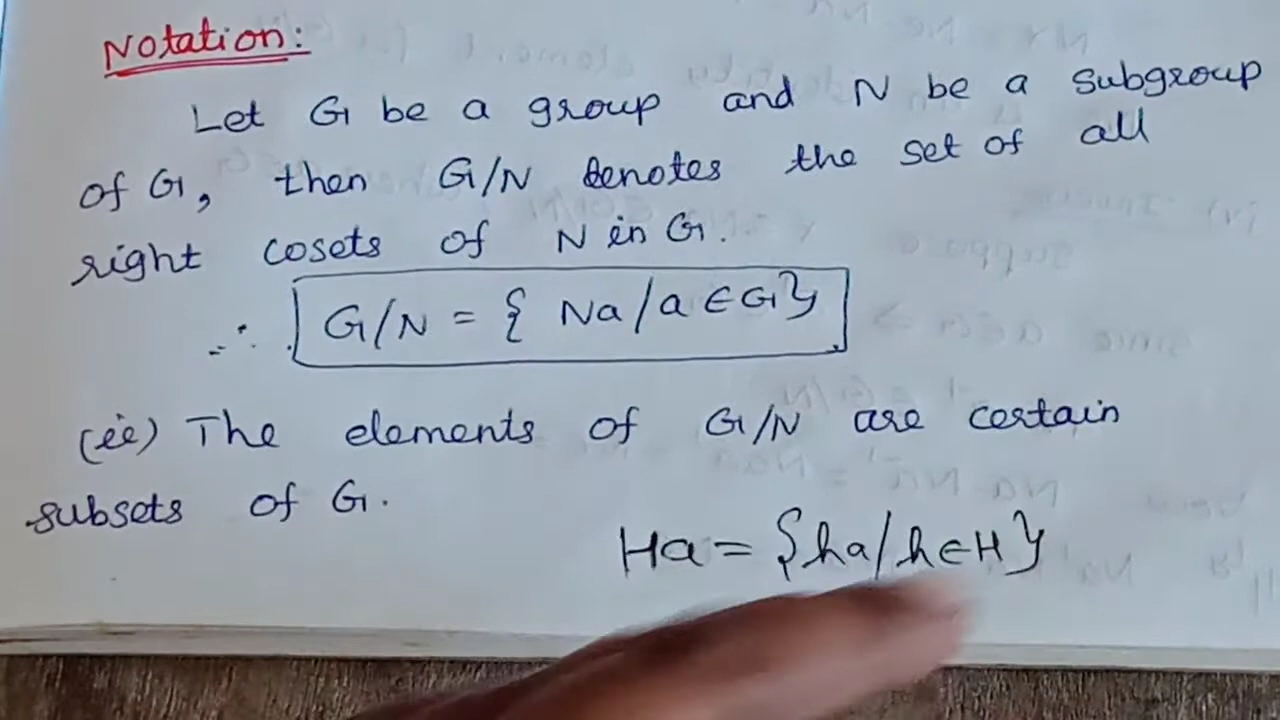 Notation:
Let G be a group and N be a subgroup
of G, then G/N denotes the set of all
right cosets of N in G.
∴ G/N = { Na/a ∈ G}
(ie) The elements of G/N are certain
subsets of G.
Ha = {ha/h∈H}